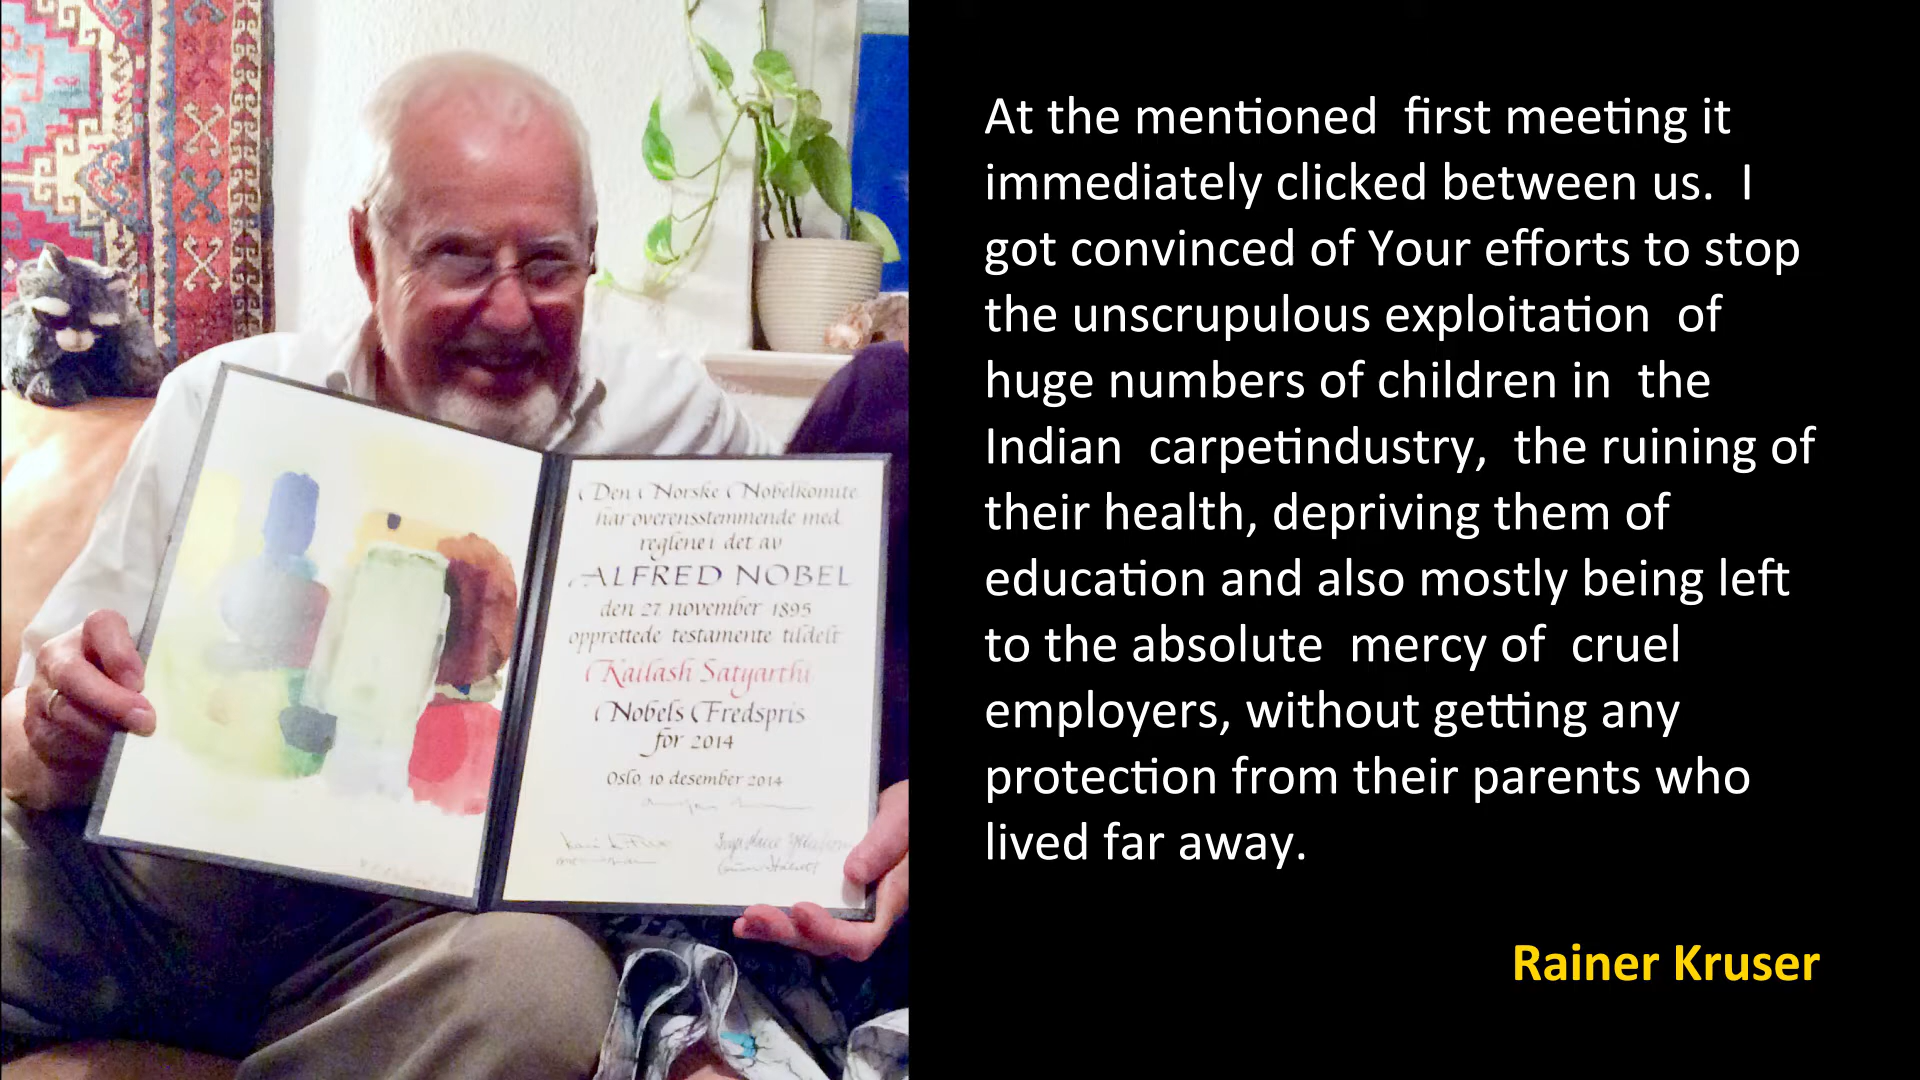 Den Norske Nobelkomite
har overensstemmende med
reglene i det av
ALFRED NOBEL
den 27. november 1895
opprettede testamente tildelt
Kailash Satyarthi
Nobels Fredspris
for 2014
Oslo, 10 desember 2014
At the mentioned first meeting it
immediately clicked between us. I
got convinced of Your efforts to stop
the unscrupulous exploitation of
huge numbers of children in the
Indian carpetindustry, the ruining of
their health, depriving them of
education and also mostly being left
to the absolute mercy of cruel
employers, without getting any
protection from their parents who
lived far away.
Rainer Kruser